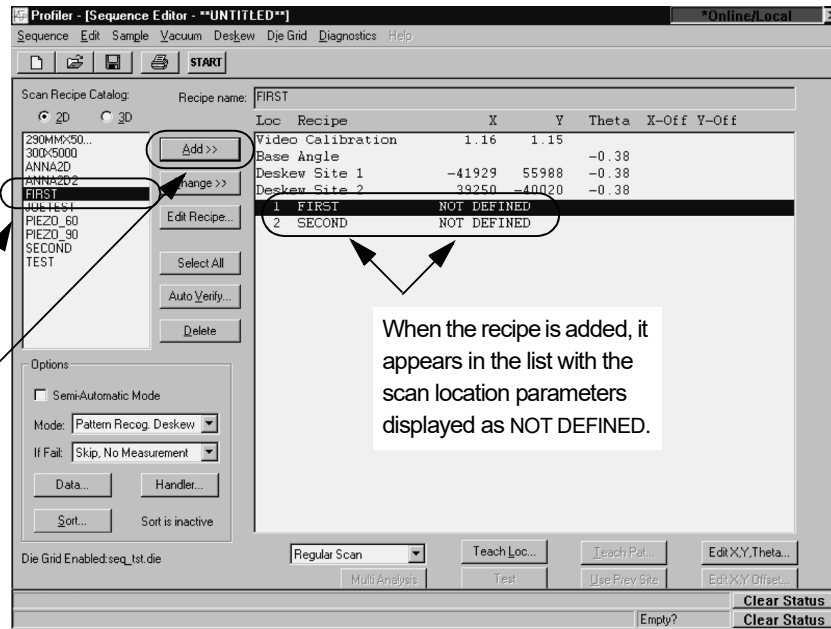 Profiler - [Sequence Editor - **UNTITLED**]
*Online/Local
Sequence Edit Sample Vacuum Deskew Die Grid Diagnostics Help
START
Scan Recipe Catalog:
Recipe name: FIRST
2D 3D
Loc Recipe X Y Theta X-Off Y-Off
290MMX50...
300X5000
ANNA2D
ANNA2D2
FIRST
JOETEST
PIEZO_60
PIEZO_90
SECOND
TEST
Add >>
Change >>
Edit Recipe...
Select All
Auto Verify...
Delete
Video Calibration 1.16 1.15
Base Angle -0.38
Deskew Site 1 -41929 55988 -0.38
Deskew Site 2 39250 -40020 -0.38
1 FIRST NOT DEFINED
2 SECOND NOT DEFINED
When the recipe is added, it
appears in the list with the
scan location parameters
displayed as NOT DEFINED.
Options
Semi-Automatic Mode
Mode: Pattern Recog. Deskew
If Fail: Skip, No Measurement
Data... Handler...
Sort... Sort is inactive
Die Grid Enabled:seq_tst.die
Regular Scan Teach Loc... Teach Pat... Edit X,Y,Theta...
Multi Analysis Test Use Prev Site Edit X,Y Offset...
Clear Status
Empty? Clear Status